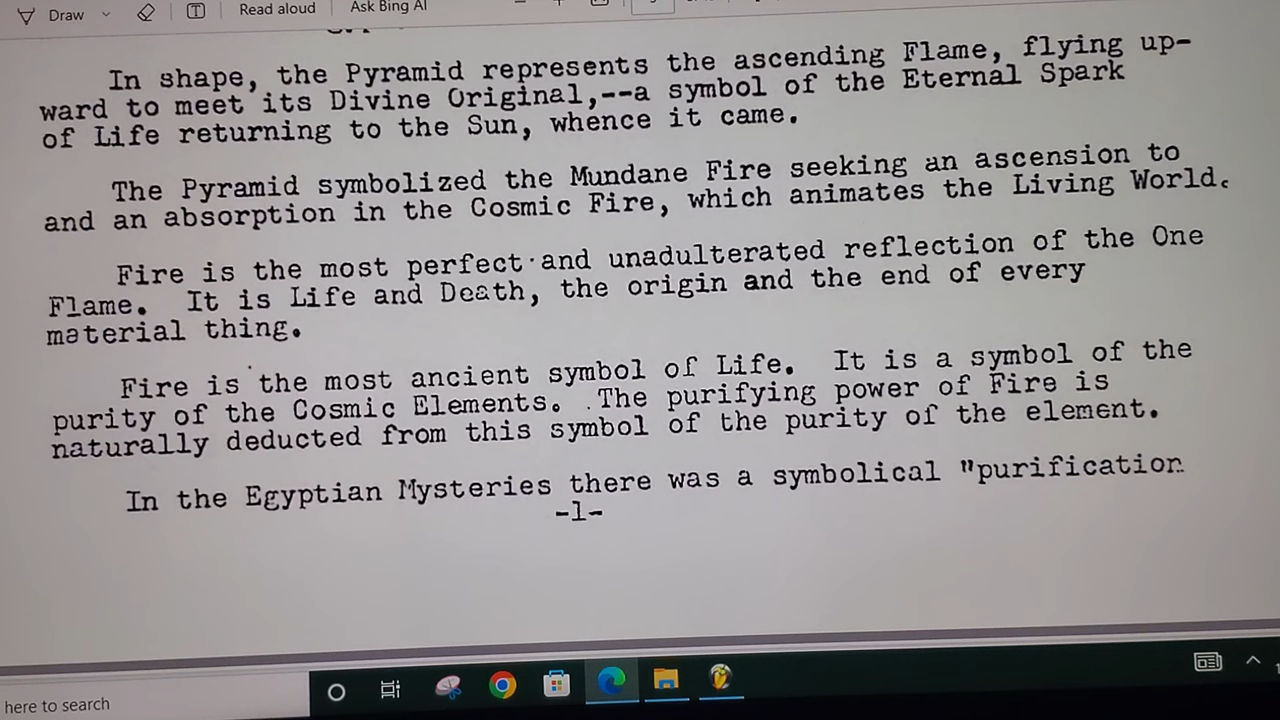 Draw
Read aloud
Ask Bing AI
In shape, the Pyramid represents the ascending Flame, flying up-
ward to meet its Divine Original,--a symbol of the Eternal Spark
of Life returning to the Sun, whence it came.
The Pyramid symbolized the Mundane Fire seeking an ascension to
and an absorption in the Cosmic Fire, which animates the Living World.
Fire is the most perfect and unadulterated reflection of the One
Flame. It is Life and Death, the origin and the end of every
material thing.
Fire is the most ancient symbol of Life. It is a symbol of the
purity of the Cosmic Elements. The purifying power of Fire is
naturally deducted from this symbol of the purity of the element.
In the Egyptian Mysteries there was a symbolical "purification
-1-
here to search